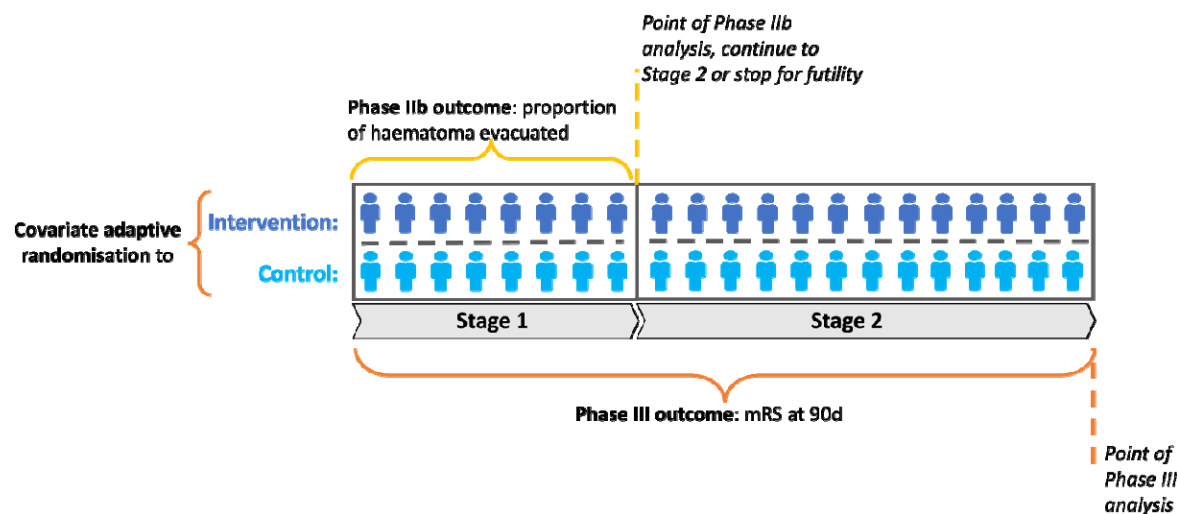 Point of Phase IIb
analysis, continue to
Stage 2 or stop for futility
Phase IIb outcome: proportion
of haematoma evacuated
Covariate adaptive
randomisation to
Intervention:
Control:
Stage 1
Stage 2
Phase III outcome: mRS at 90d
Point of
Phase III
analysis